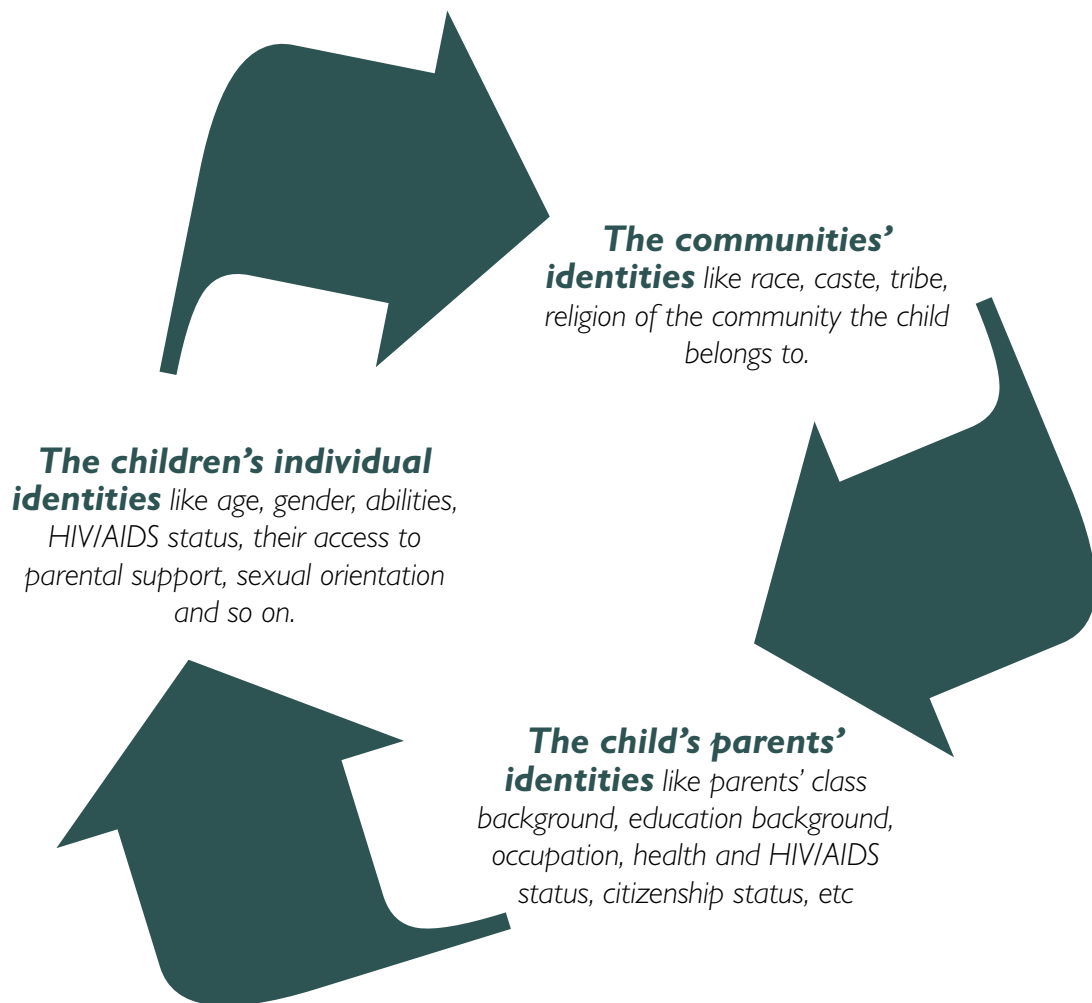 The communities’
identities like race, caste, tribe,
religion of the community the child
belongs to.
The children’s individual
identities like age, gender, abilities,
HIV/AIDS status, their access to
parental support, sexual orientation
and so on.
The child’s parents’
identities like parents’ class
background, education background,
occupation, health and HIV/AIDS
status, citizenship status, etc